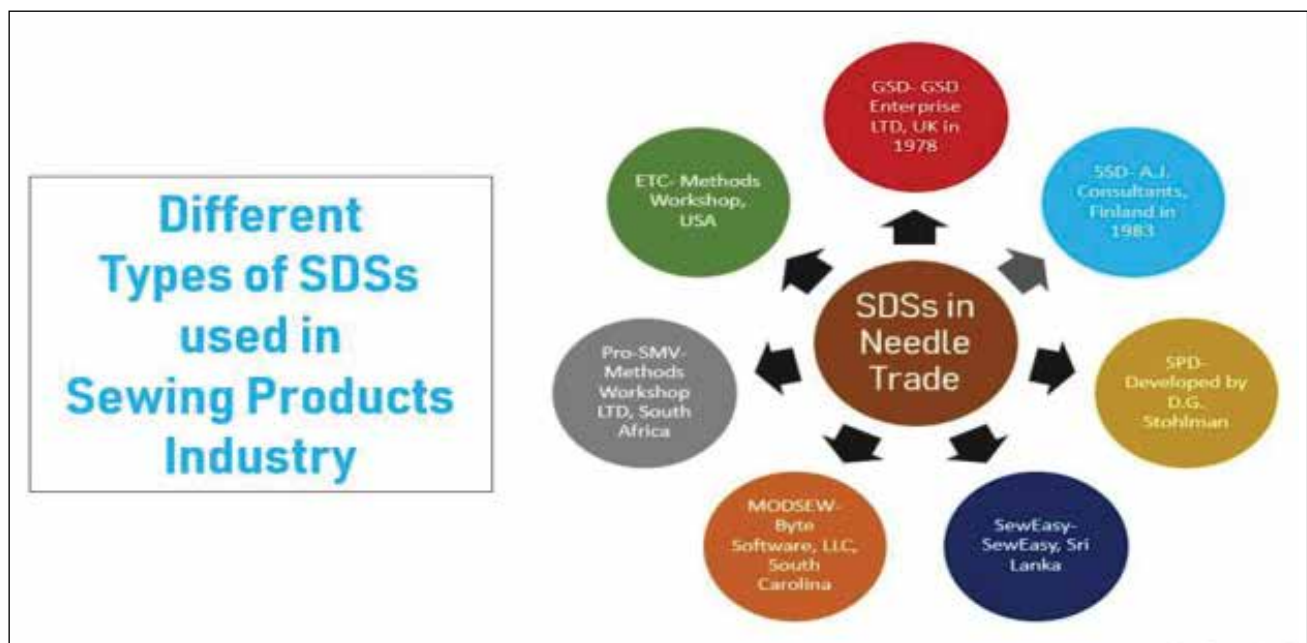 Different
Types of SDSs
used in
Sewing Products
Industry
GSD- GSD
Enterprise
LTD, UK in
1978
SSD- A.J.
Consultants,
Finland in
1983
SPD-
Developed by
D.G.
Stohlman
SewEasy-
SewEasy, Sri
Lanka
MODSEW-
Byte
Software, LLC,
South
Carolina
Pro-SMV-
Methods
Workshop
LTD, South
Africa
ETC- Methods
Workshop,
USA
SDSs in
Needle
Trade